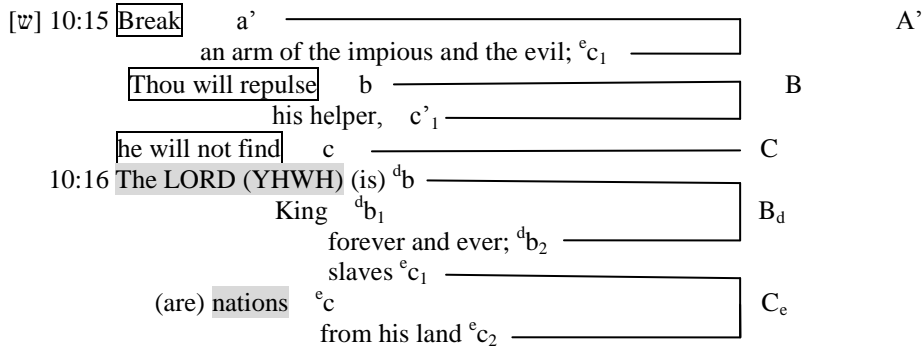 [ש] 10:15 Break a’ A’
an arm of the impious and the evil; ᵉc₁
Thou will repulse b B
his helper, c’₁
he will not find c C
10:16 The LORD (YHWH) (is) ᵈb
King ᵈb₁ B_d
forever and ever; ᵈb₂
slaves ᵉc₁
(are) nations ᵉc Cₑ
from his land ᵉc₂